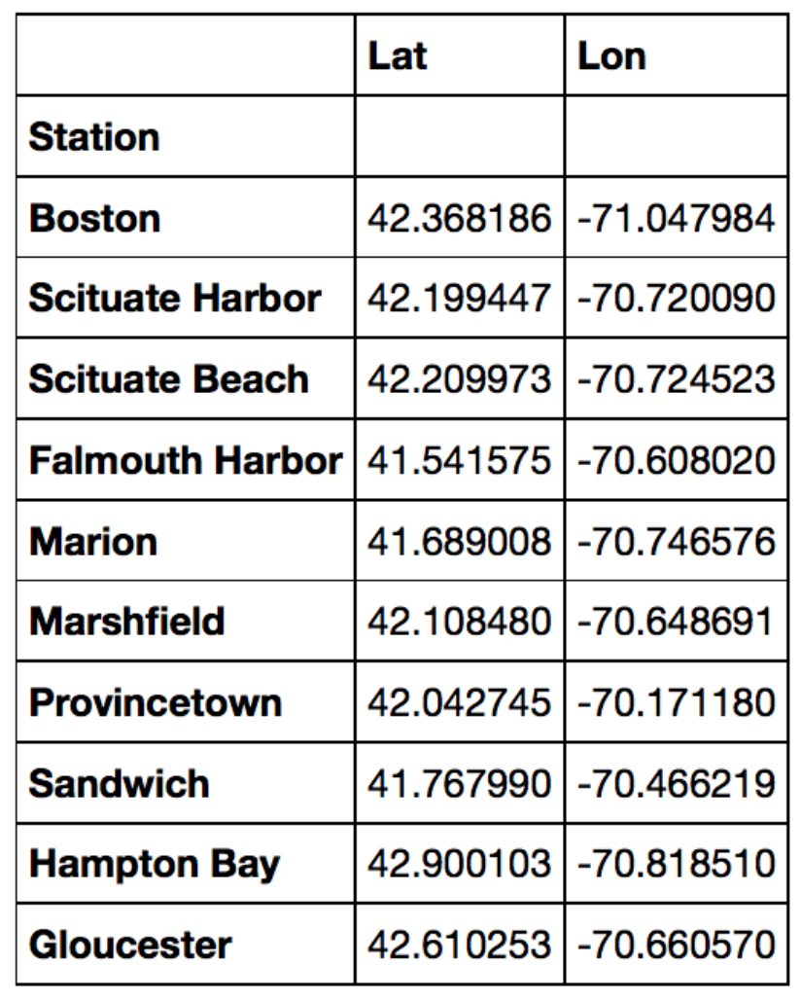 Lat Lon
Station
Boston 42.368186 -71.047984
Scituate Harbor 42.199447 -70.720090
Scituate Beach 42.209973 -70.724523
Falmouth Harbor 41.541575 -70.608020
Marion 41.689008 -70.746576
Marshfield 42.108480 -70.648691
Provincetown 42.042745 -70.171180
Sandwich 41.767990 -70.466219
Hampton Bay 42.900103 -70.818510
Gloucester 42.610253 -70.660570